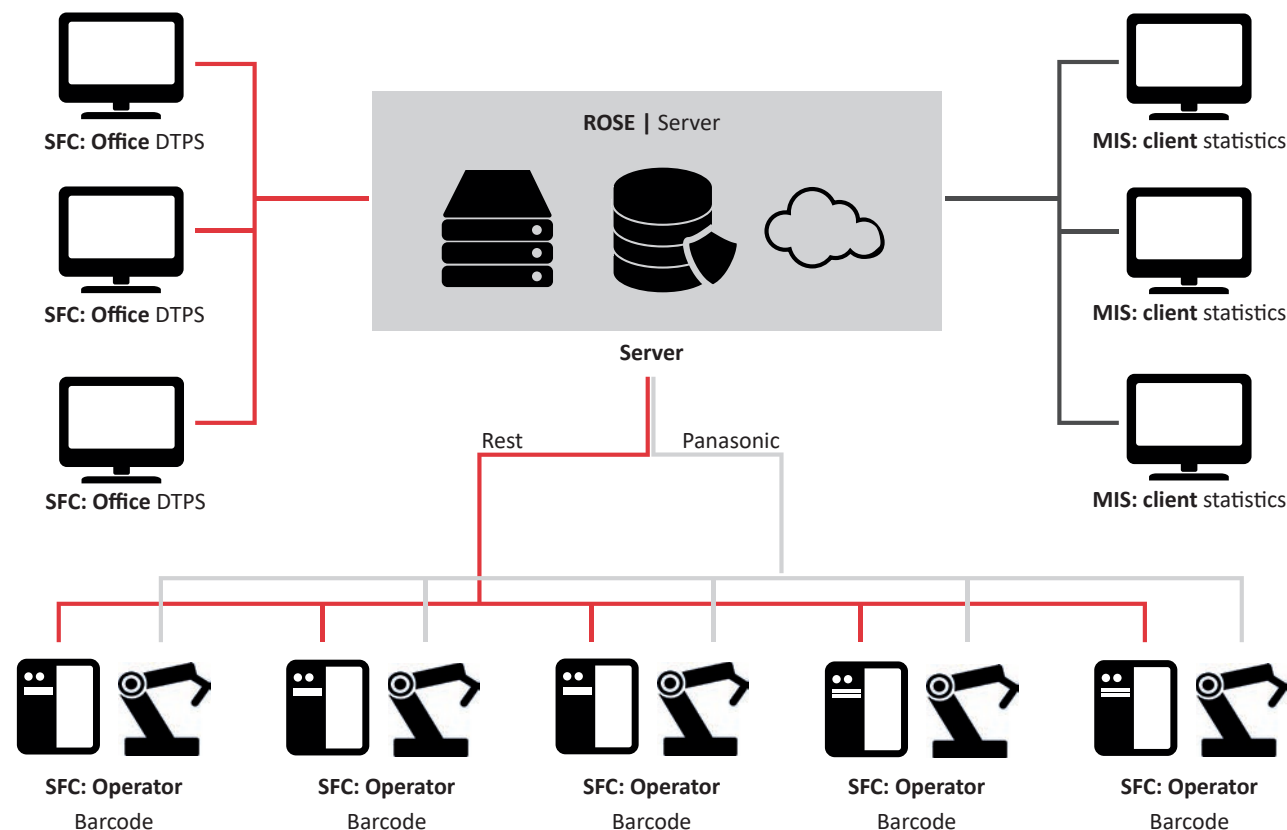 ROSE | Server
SFC: Office DTPS
MIS: client statistics
SFC: Office DTPS
MIS: client statistics
Server
Rest
Panasonic
SFC: Office DTPS
MIS: client statistics
SFC: Operator
Barcode
SFC: Operator
Barcode
SFC: Operator
Barcode
SFC: Operator
Barcode
SFC: Operator
Barcode